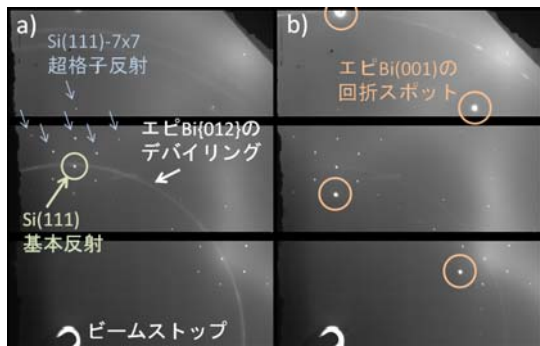 a)
Si(111)-7x7
超格子反射
エピBi{012}の
デバイリング
Si(111)
基本反射
ビームストップ
b)
エピBi(001)の
回折スポット